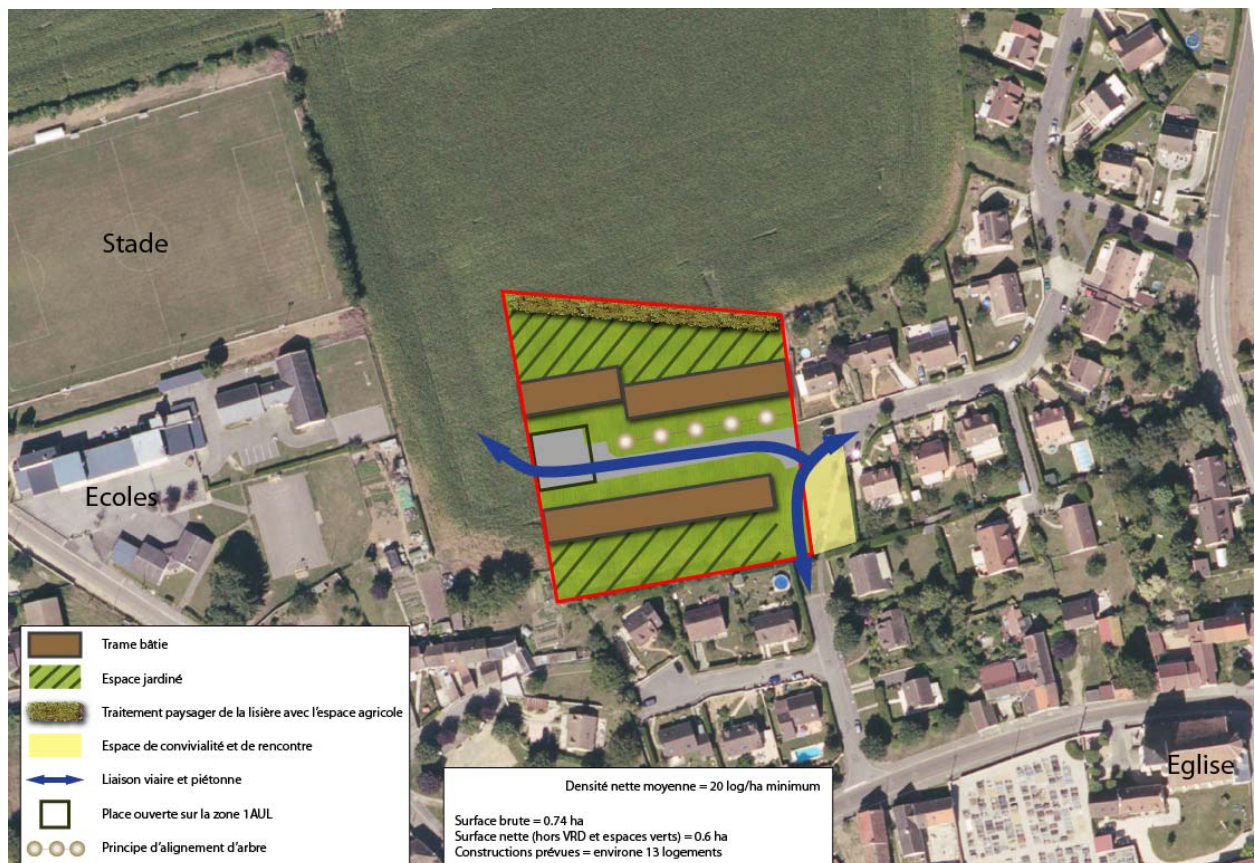 Stade
Ecoles
Eglise
Trame bâtie
Espace jardiné
Traitement paysager de la lisière avec l'espace agricole
Espace de convivialité et de rencontre
Liaison viaire et piétonne
Place ouverte sur la zone 1AUL
Principe d'alignement d'arbre
Densité nette moyenne = 20 log/ha minimum
Surface brute = 0.74 ha
Surface nette (hors VRD et espaces verts) = 0.6 ha
Constructions prévues = environ 13 logements